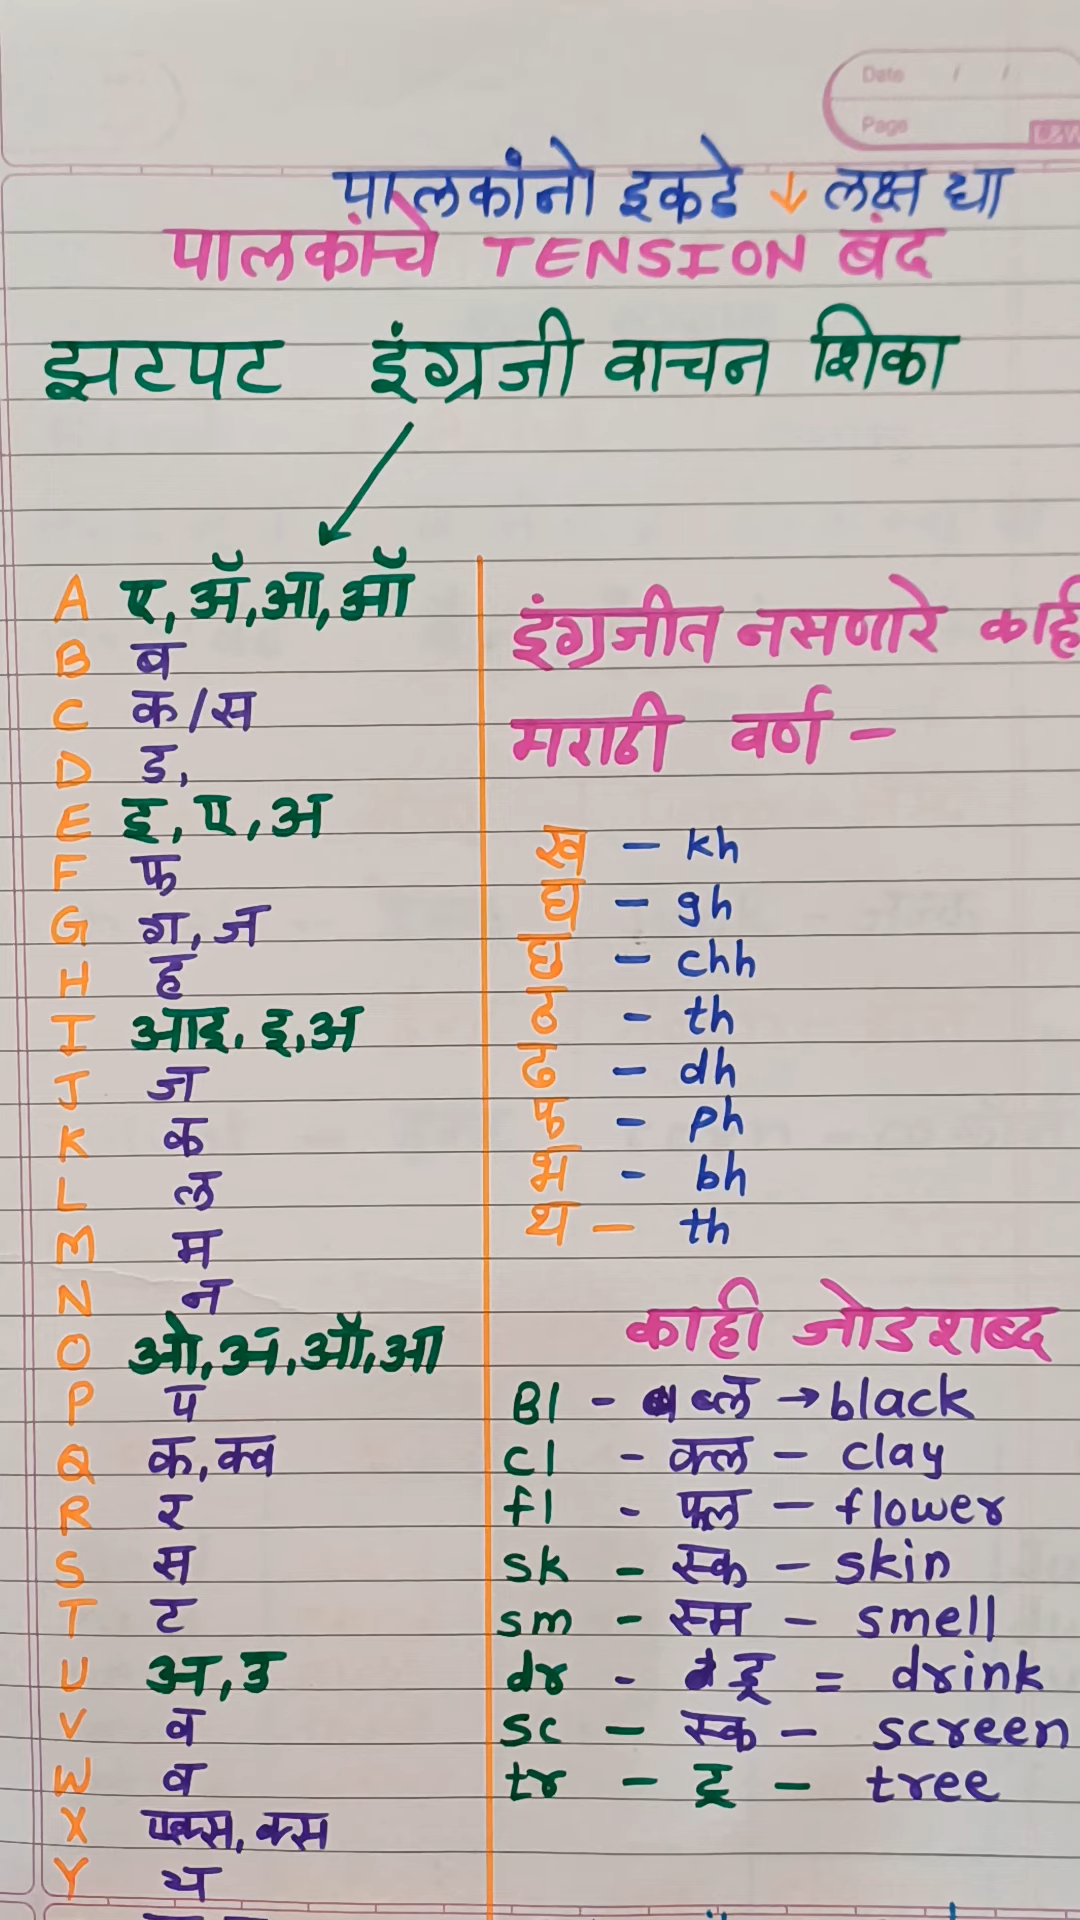 Date / /
Page
पालकांनो इकडे ↓ लक्ष द्या
पालकांचे TENSION बंद
झटपट इंग्रजी वाचन शिका
A ए, ॲ, आ, ऑ
B ब
C क/स
D ड,
E इ, ए, अ
F फ
G ग, ज
H ह
I आइ. इ, अ
J ज
K क
L ल
M म
N न
O ओ, अ, औ, आ
P प
Q क, क्व
R र
S स
T ट
U अ, उ
V व
W व
X एक्स, क्स
Y य
इंग्रजीत नसणारे काही
मराठी वर्ण -
ख - kh
घ - gh
छ - chh
ठ - th
ढ - dh
फ - ph
भ - bh
थ - th
काही जोडशब्द
Bl - ब्ल → black
cl - क्ल - clay
fl - फ्ल - flower
sk - स्क - skin
sm - स्म - smell
dr - ड्र = drink
sc - स्क - screen
tr - ट्र - tree